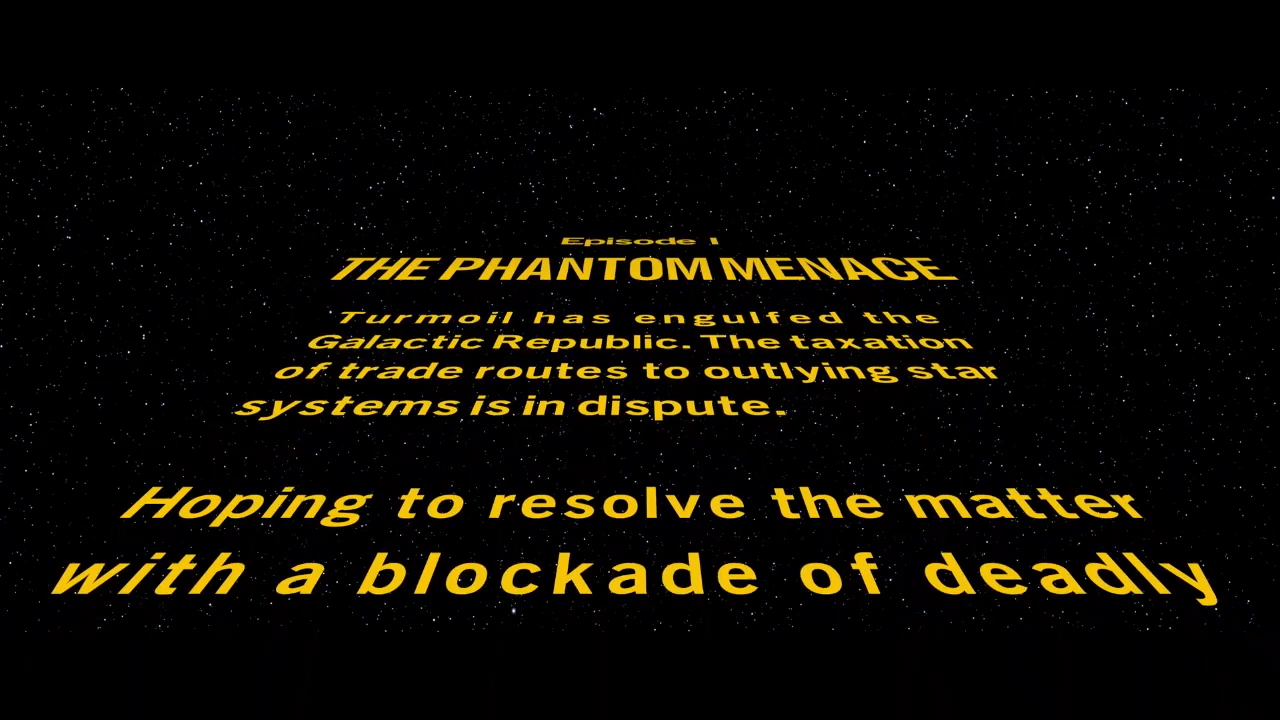 Episode I
THE PHANTOM MENACE
Turmoil has engulfed the
Galactic Republic. The taxation
of trade routes to outlying star
systems is in dispute.
Hoping to resolve the matter
with a blockade of deadly